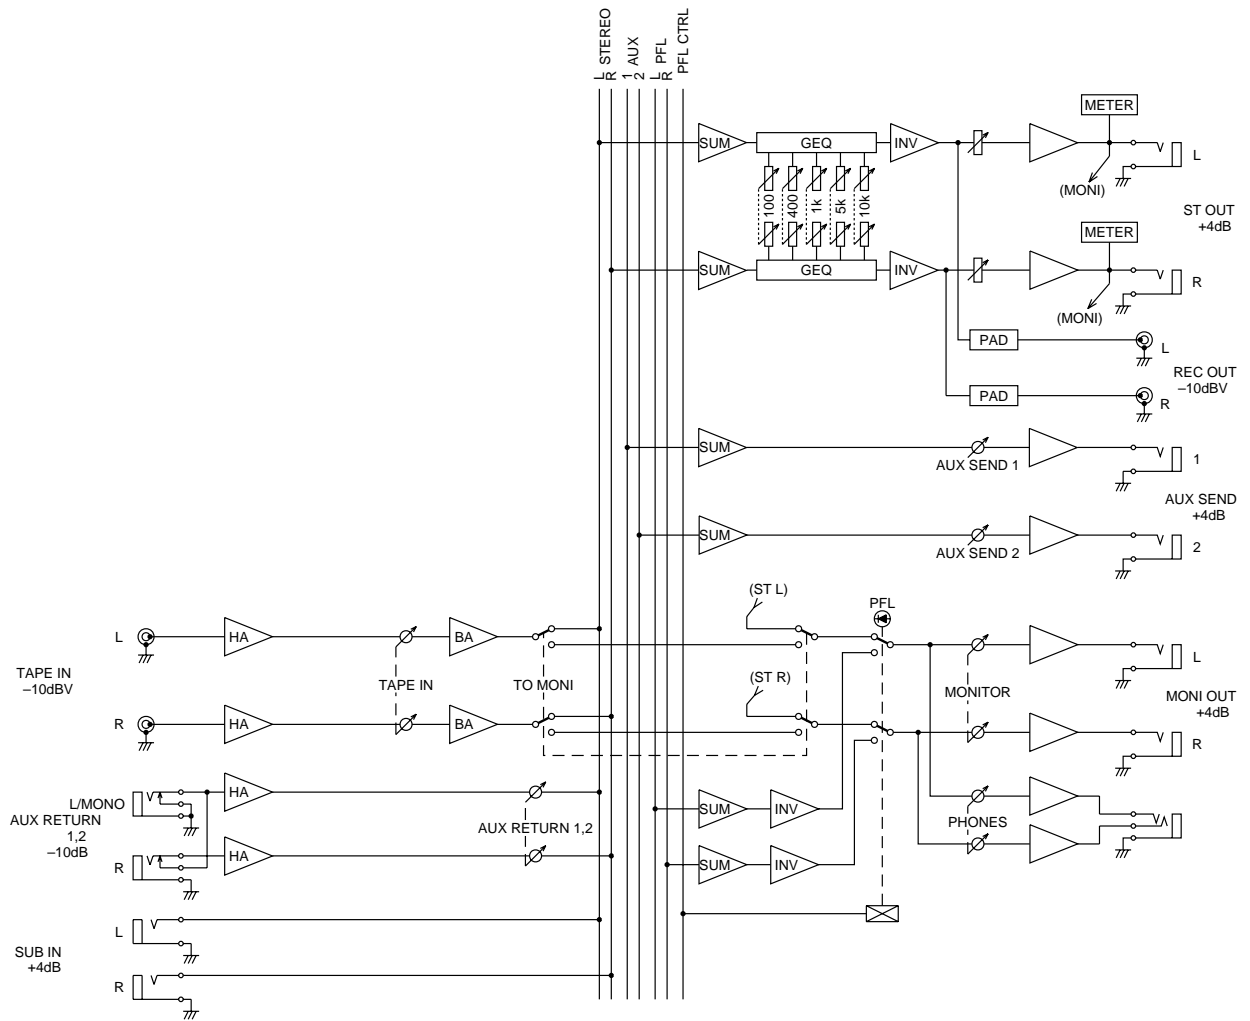 L STEREO
R
1 AUX
2
L PFL
R
PFL CTRL
METER
SUM
GEQ
INV
L
(MONI)
100
400
1k
5k
10k
ST OUT
+4dB
METER
SUM
GEQ
INV
R
(MONI)
PAD
L
REC OUT
–10dBV
PAD
R
SUM
AUX SEND 1
1
AUX SEND
+4dB
SUM
AUX SEND 2
2
(ST L)
PFL
L
HA
BA
L
TAPE IN
–10dBV
TAPE IN
TO MONI
(ST R)
MONITOR
MONI OUT
+4dB
R
HA
BA
R
L/MONO
HA
AUX RETURN
1,2
–10dB
AUX RETURN 1,2
SUM
INV
PHONES
R
HA
SUM
INV
L
SUB IN
+4dB
R